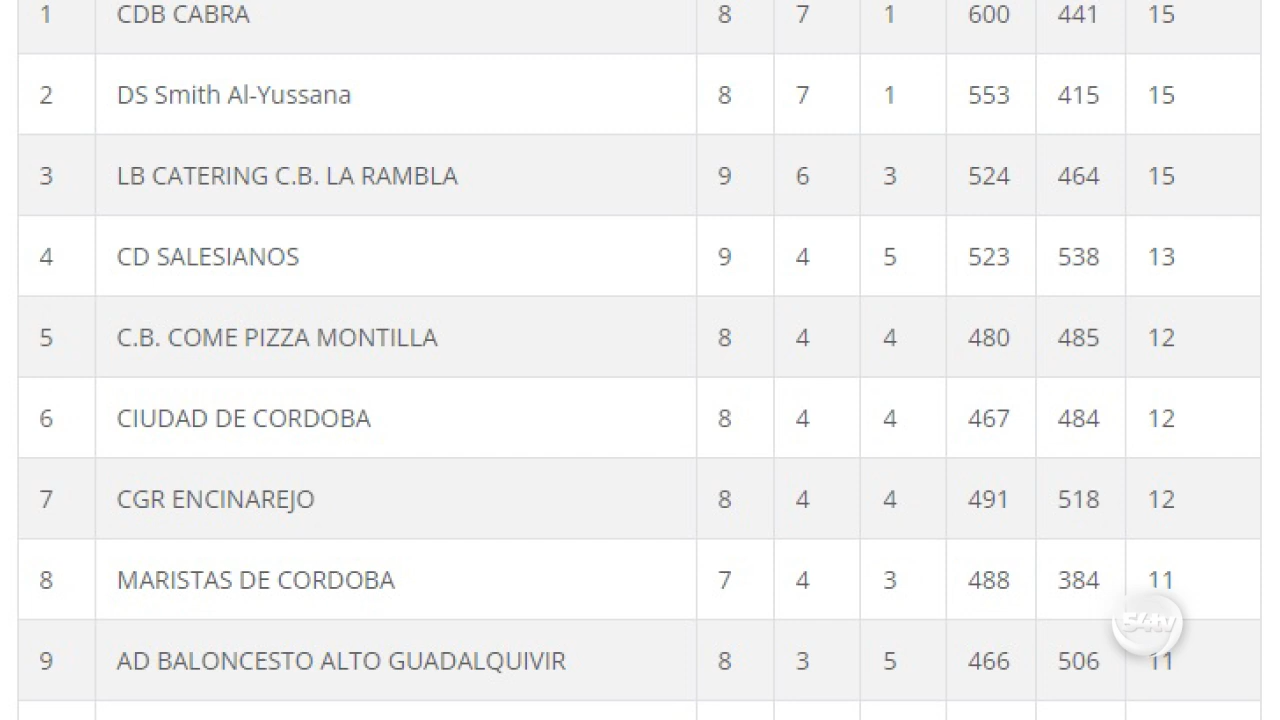 1 CDB CABRA 8 7 1 600 441 15
2 DS Smith Al-Yussana 8 7 1 553 415 15
3 LB CATERING C.B. LA RAMBLA 9 6 3 524 464 15
4 CD SALESIANOS 9 4 5 523 538 13
5 C.B. COME PIZZA MONTILLA 8 4 4 480 485 12
6 CIUDAD DE CORDOBA 8 4 4 467 484 12
7 CGR ENCINAREJO 8 4 4 491 518 12
8 MARISTAS DE CORDOBA 7 4 3 488 384 11
54tv
9 AD BALONCESTO ALTO GUADALQUIVIR 8 3 5 466 506 11